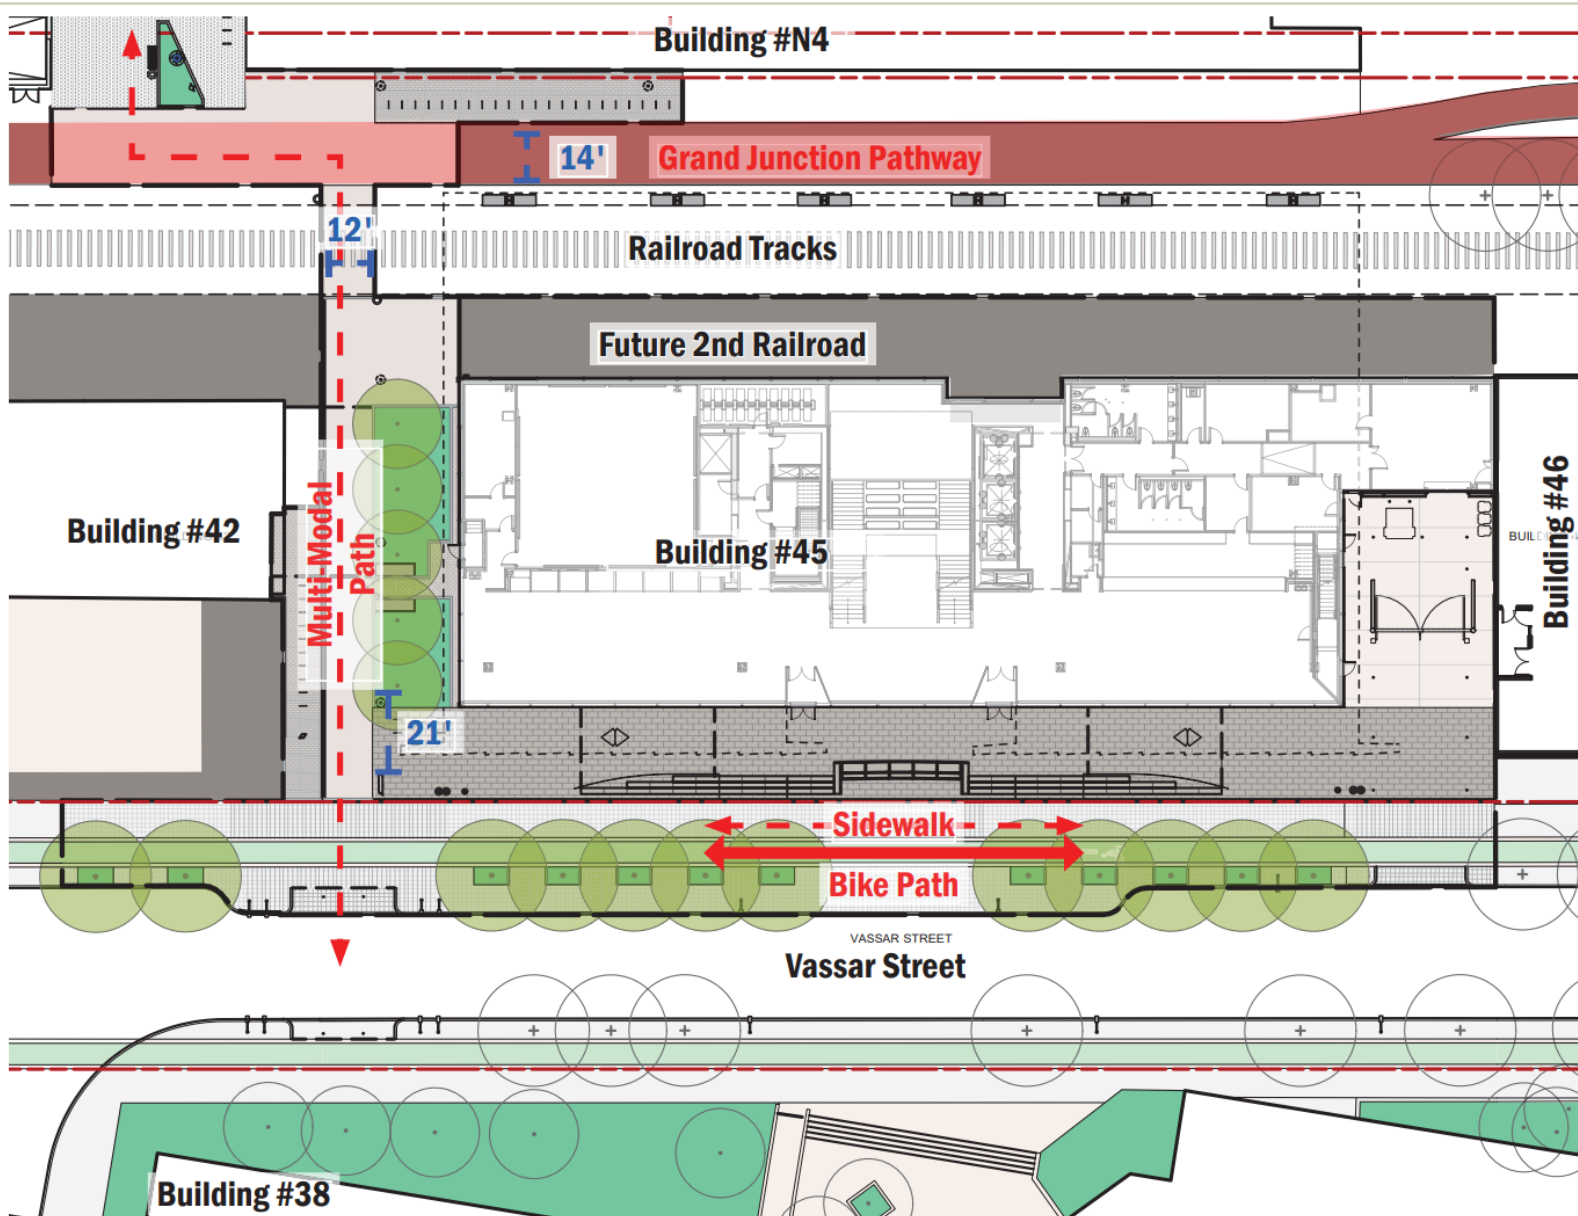 Building #N4
14'
Grand Junction Pathway
12'
Railroad Tracks
Future 2nd Railroad
Building #42
Multi-Modal
Path
Building #45
Building #46
21'
Sidewalk
Bike Path
VASSAR STREET
Vassar Street
Building #38